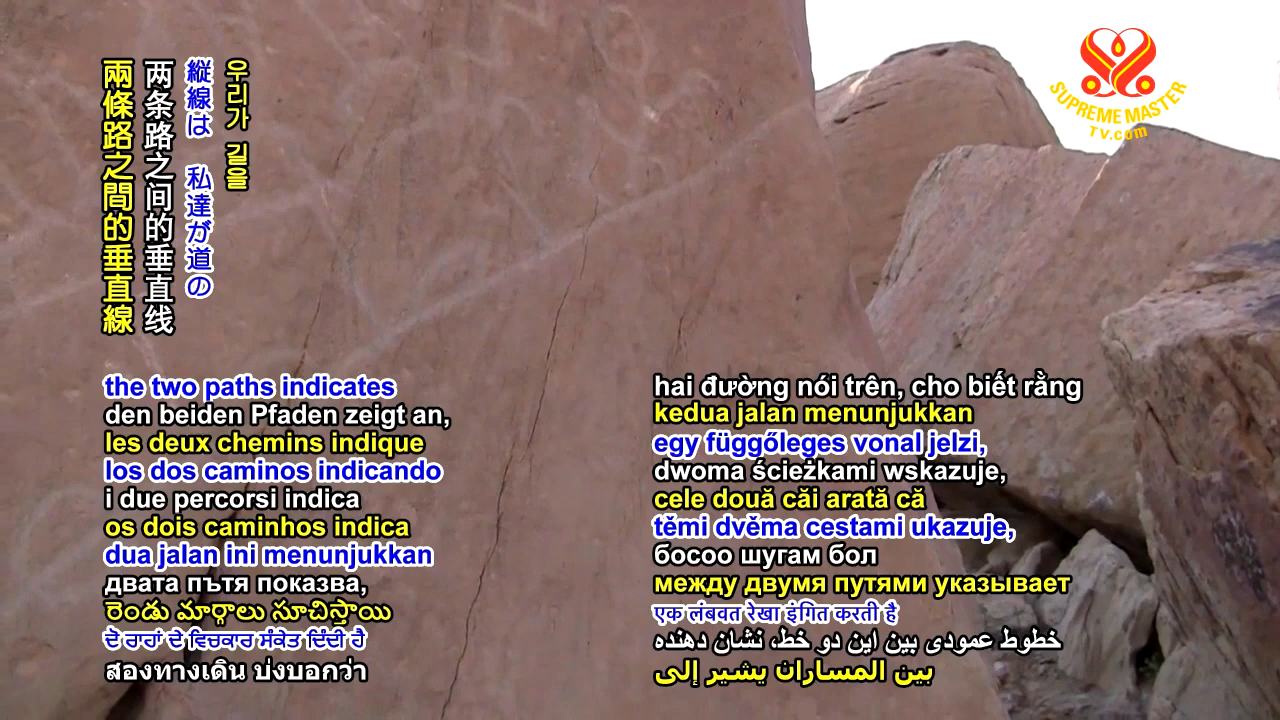 兩條路之間的垂直線
两条路之间的垂直线
縦線は 私達が道の
우리가 길을
SUPREME MASTER
TV.com
the two paths indicates
den beiden Pfaden zeigt an,
les deux chemins indique
los dos caminos indicando
i due percorsi indica
os dois caminhos indica
dua jalan ini menunjukkan
двата пътя показва,
రెండు మార్గాలు సూచిస్తాయి
ਦੋ ਰਾਹਾਂ ਦੇ ਵਿਚਕਾਰ ਸੰਕੇਤ ਦਿੰਦੀ ਹੈ
สองทางเดิน บ่งบอกว่า
hai đường nói trên, cho biết rằng
kedua jalan menunjukkan
egy függőleges vonal jelzi,
dwoma ścieżkami wskazuje,
cele două căi arată că
těmi dvěma cestami ukazuje,
босоо шугам бол
между двумя путями указывает
एक लंबवत रेखा इंगित करती है
خطوط عمودی بین این دو خط، نشان دهنده
بين المساران يشير إلى